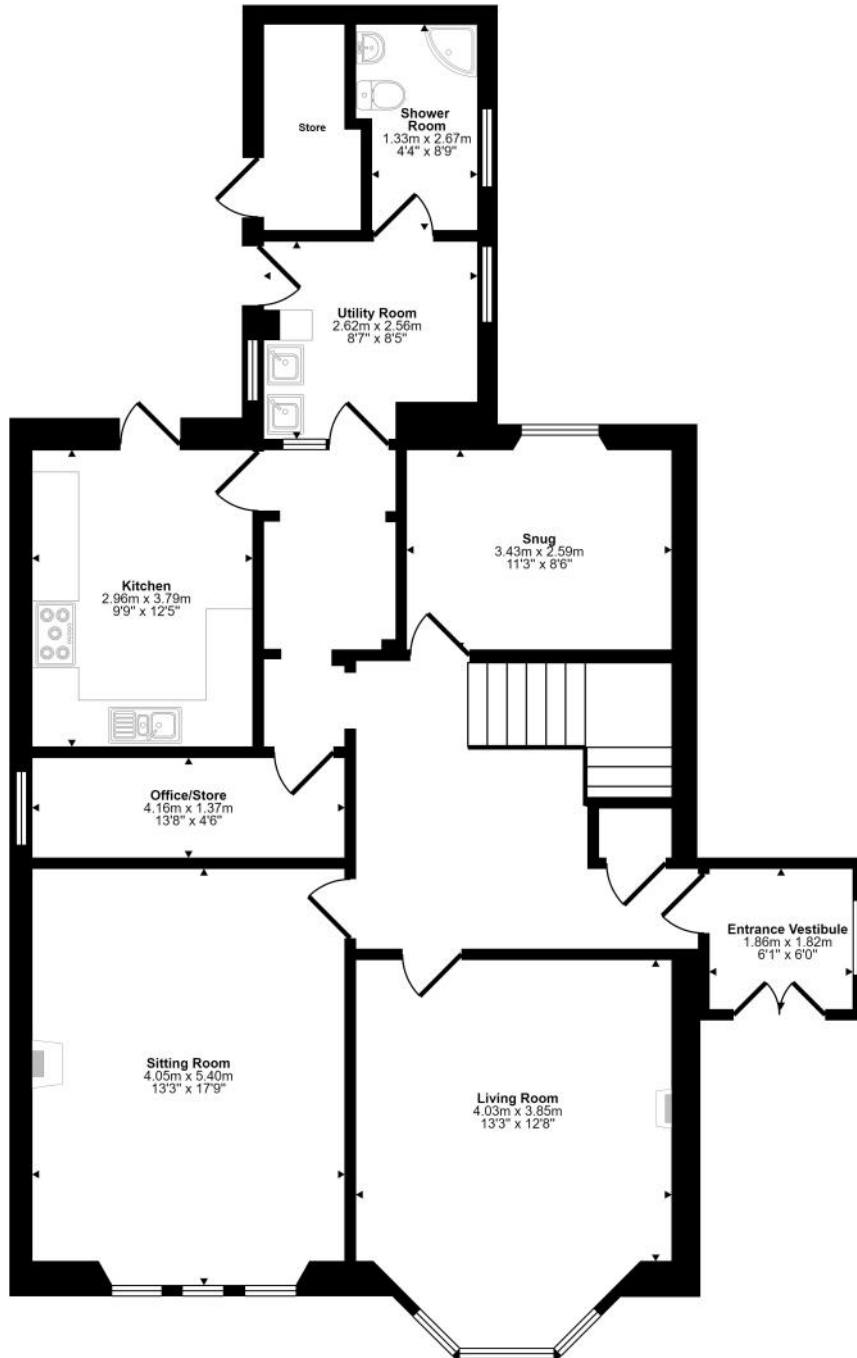 Store
Shower
Room
1.33m x 2.67m
4'4" x 8'9"
Utility Room
2.62m x 2.56m
8'7" x 8'5"
Snug
3.43m x 2.59m
11'3" x 8'6"
Kitchen
2.96m x 3.79m
9'9" x 12'5"
Office/Store
4.16m x 1.37m
13'8" x 4'6"
Entrance Vestibule
1.86m x 1.82m
6'1" x 6'0"
Sitting Room
4.05m x 5.40m
13'3" x 17'9"
Living Room
4.03m x 3.85m
13'3" x 12'8"